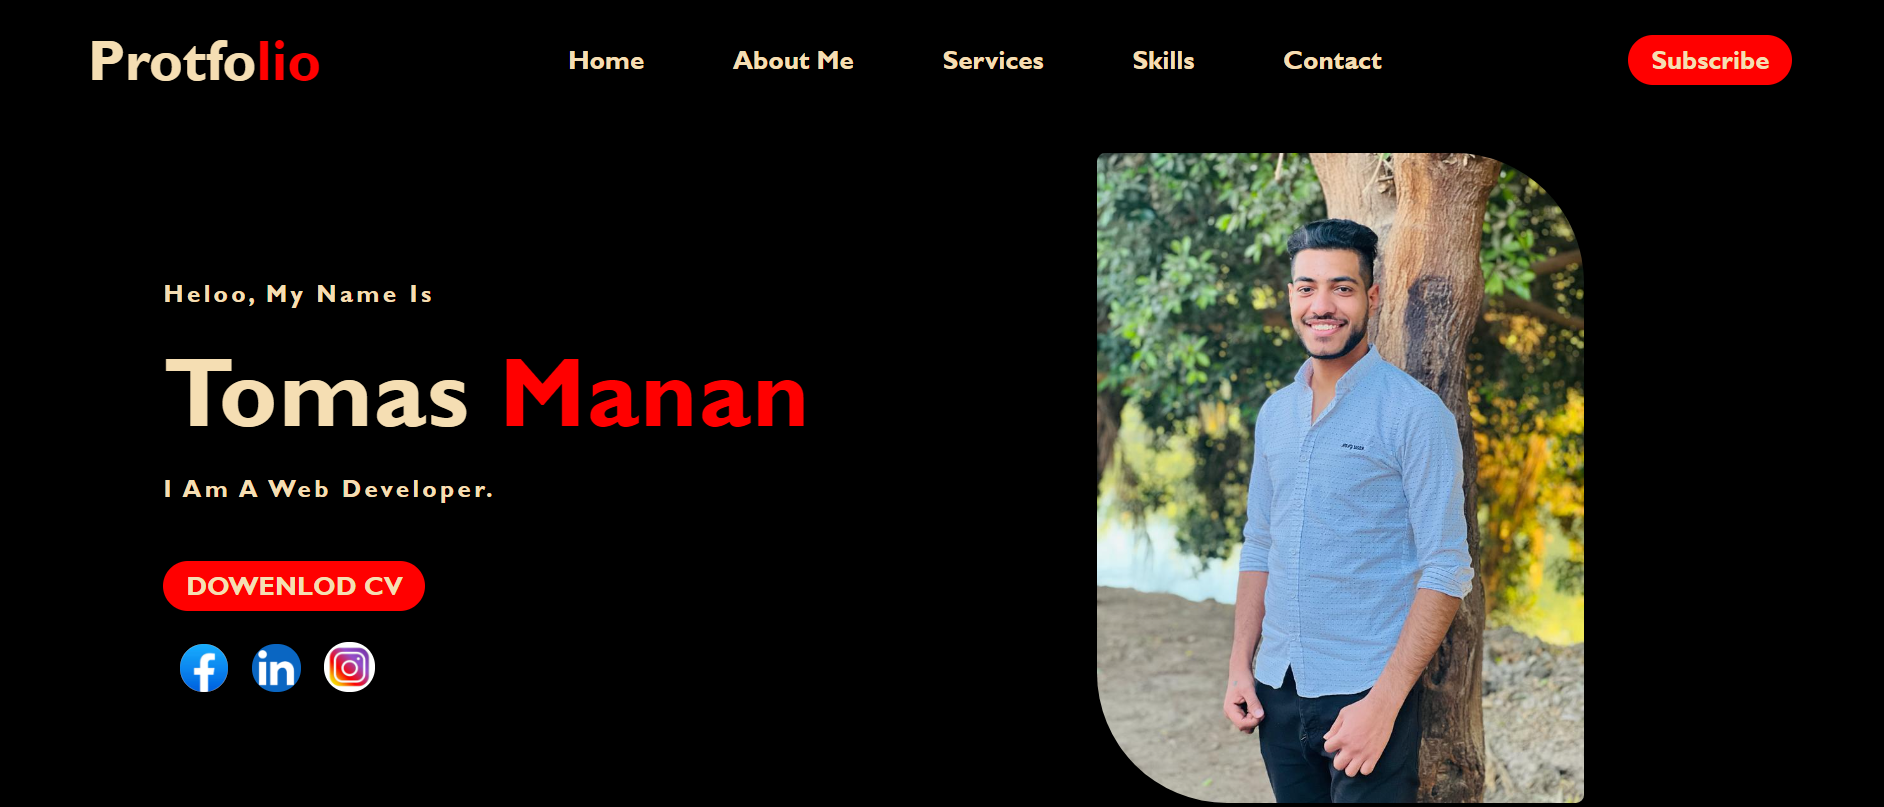 Protfolio
Home About Me Services Skills Contact
Subscribe
Heloo, My Name Is
Tomas Manan
I Am A Web Developer.
DOWENLOD CV